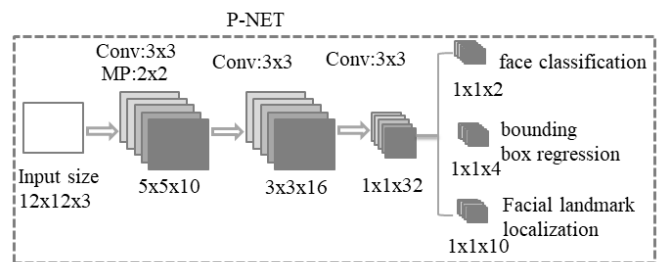 P-NET
Conv:3x3
MP:2x2
Conv:3x3
Conv:3x3
face classification
1x1x2
bounding
box regression
1x1x4
Input size
12x12x3
5x5x10
3x3x16
1x1x32
Facial landmark
localization
1x1x10